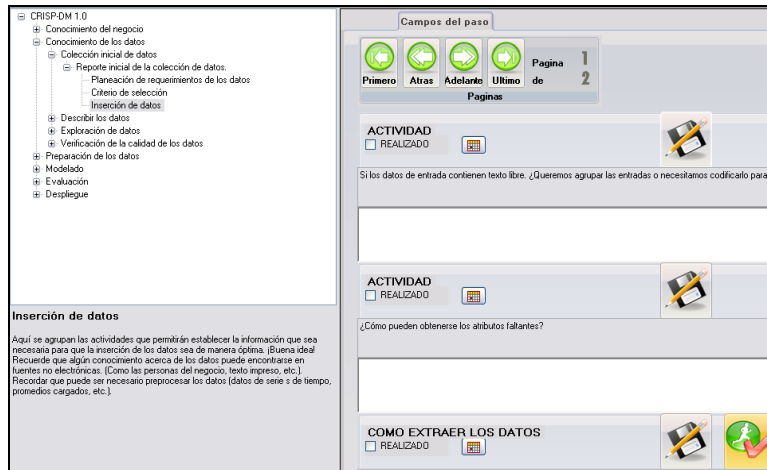 CRISP-DM 1.0
Conocimiento del negocio
Conocimiento de los datos
Colección inicial de datos
Reporte inicial de la colección de datos.
Planeación de requerimientos de los datos
Criterio de selección
Inserción de datos
Describir los datos
Exploración de datos
Verificación de la calidad de los datos
Preparación de los datos
Modelado
Evaluación
Despliegue
Inserción de datos
Aquí se agrupan las actividades que permitirán establecer la información que sea
necesaria para que la inserción de los datos sea de manera óptima. ¡Buena idea!
Recuerde que algún conocimiento acerca de los datos puede encontrarse en
fuentes no electrónicas. (Como las personas del negocio, texto impreso, etc.).
Recordar que puede ser necesario preprocesar los datos (datos de serie s de tiempo,
promedios cargados, etc.).
Campos del paso
Primero Atras Adelante Ultimo
Pagina 1
de 2
Paginas
ACTIVIDAD
REALIZADO
Si los datos de entrada contienen texto libre. ¿Queremos agrupar las entradas o necesitamos codificarlo para
ACTIVIDAD
REALIZADO
¿Cómo pueden obtenerse los atributos faltantes?
COMO EXTRAER LOS DATOS
REALIZADO